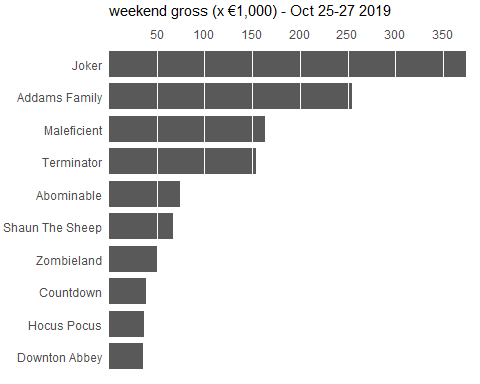 weekend gross (x €1,000) - Oct 25-27 2019
50 100 150 200 250 300 350
Joker
Addams Family
Maleficient
Terminator
Abominable
Shaun The Sheep
Zombieland
Countdown
Hocus Pocus
Downton Abbey